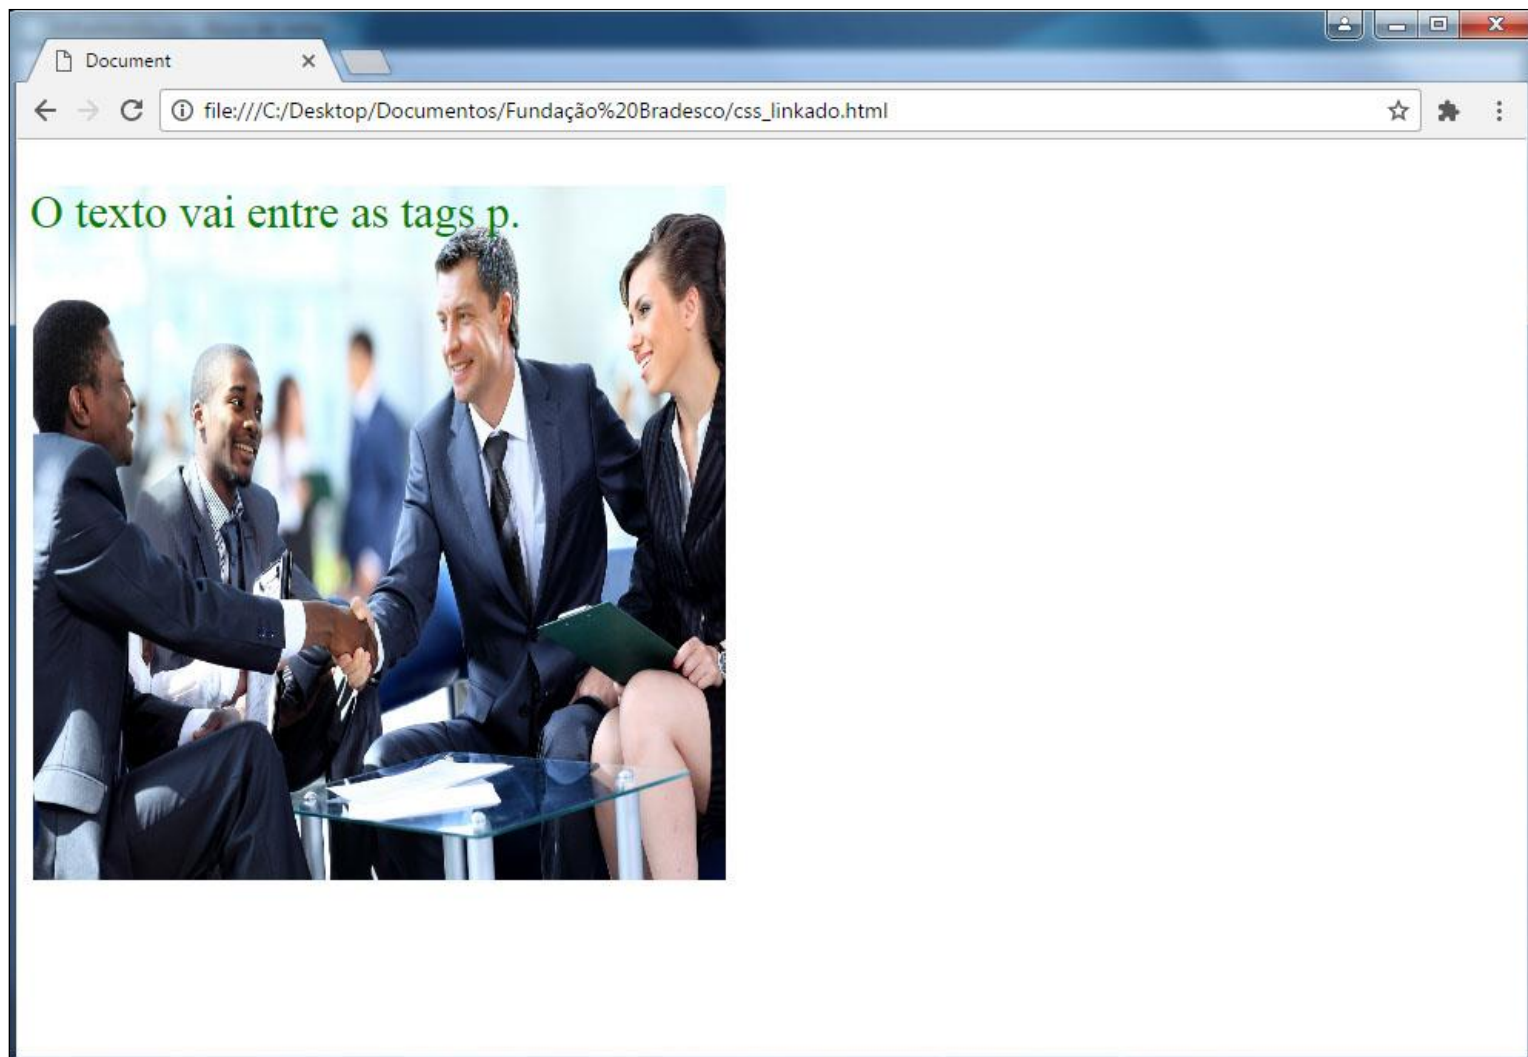 Document
file:///C:/Desktop/Documentos/Fundação%20Bradesco/css_linkado.html
O texto vai entre as tags p.